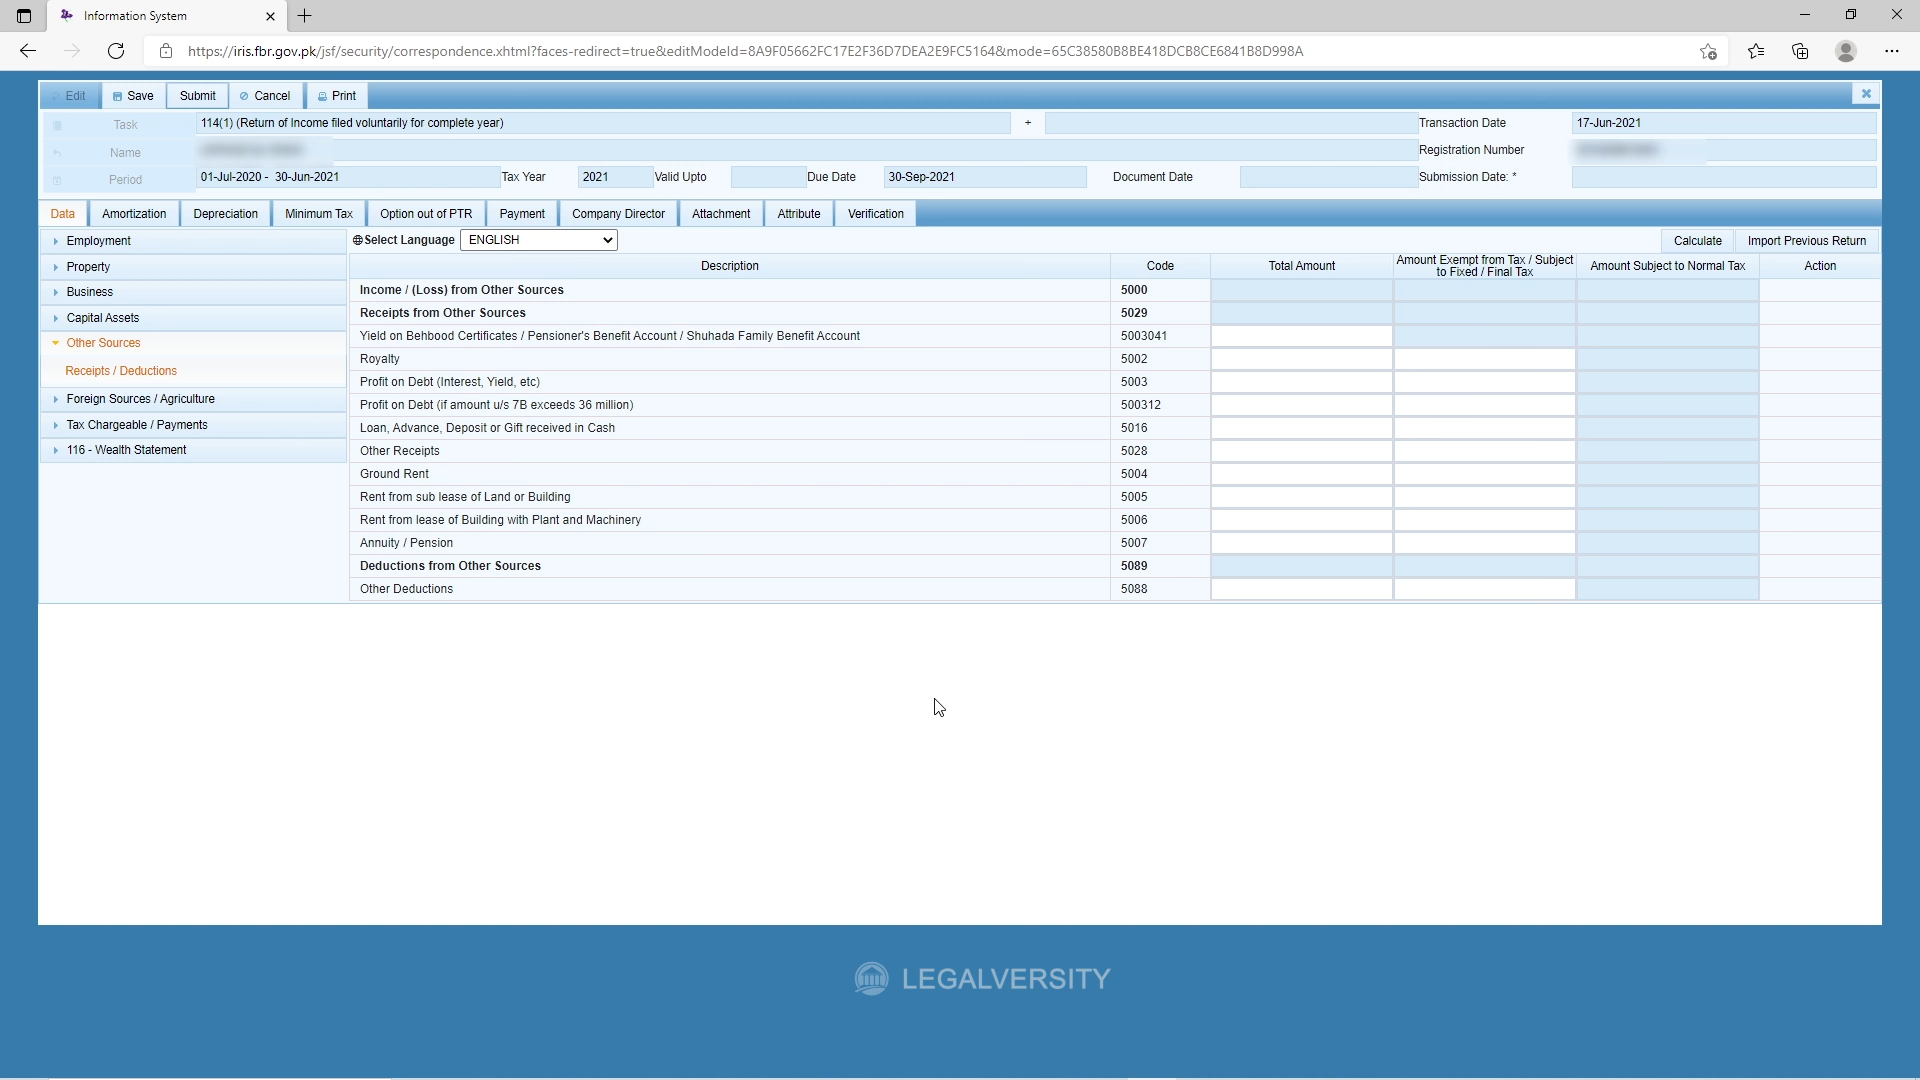 Information System
https://iris.fbr.gov.pk/jsf/security/correspondence.xhtml?faces-redirect=true&editModeId=8A9F05662FC17E2F36D7DEA2E9FC5164&mode=65C38580B8BE418DCB8CE6841B8D998A
Edit Save Submit Cancel Print
Task 114(1) (Return of Income filed voluntarily for complete year) + Transaction Date 17-Jun-2021
Name Registration Number
Period 01-Jul-2020 - 30-Jun-2021 Tax Year 2021 Valid Upto Due Date 30-Sep-2021 Document Date Submission Date: *
Data Amortization Depreciation Minimum Tax Option out of PTR Payment Company Director Attachment Attribute Verification
Employment
Property
Business
Capital Assets
Other Sources
Receipts / Deductions
Foreign Sources / Agriculture
Tax Chargeable / Payments
116 - Wealth Statement
Select Language ENGLISH Calculate Import Previous Return
Description Code Total Amount Amount Exempt from Tax / Subject to Fixed / Final Tax Amount Subject to Normal Tax Action
Income / (Loss) from Other Sources 5000
Receipts from Other Sources 5029
Yield on Behbood Certificates / Pensioner's Benefit Account / Shuhada Family Benefit Account 5003041
Royalty 5002
Profit on Debt (Interest, Yield, etc) 5003
Profit on Debt (if amount u/s 7B exceeds 36 million) 500312
Loan, Advance, Deposit or Gift received in Cash 5016
Other Receipts 5028
Ground Rent 5004
Rent from sub lease of Land or Building 5005
Rent from lease of Building with Plant and Machinery 5006
Annuity / Pension 5007
Deductions from Other Sources 5089
Other Deductions 5088
LEGALVERSITY